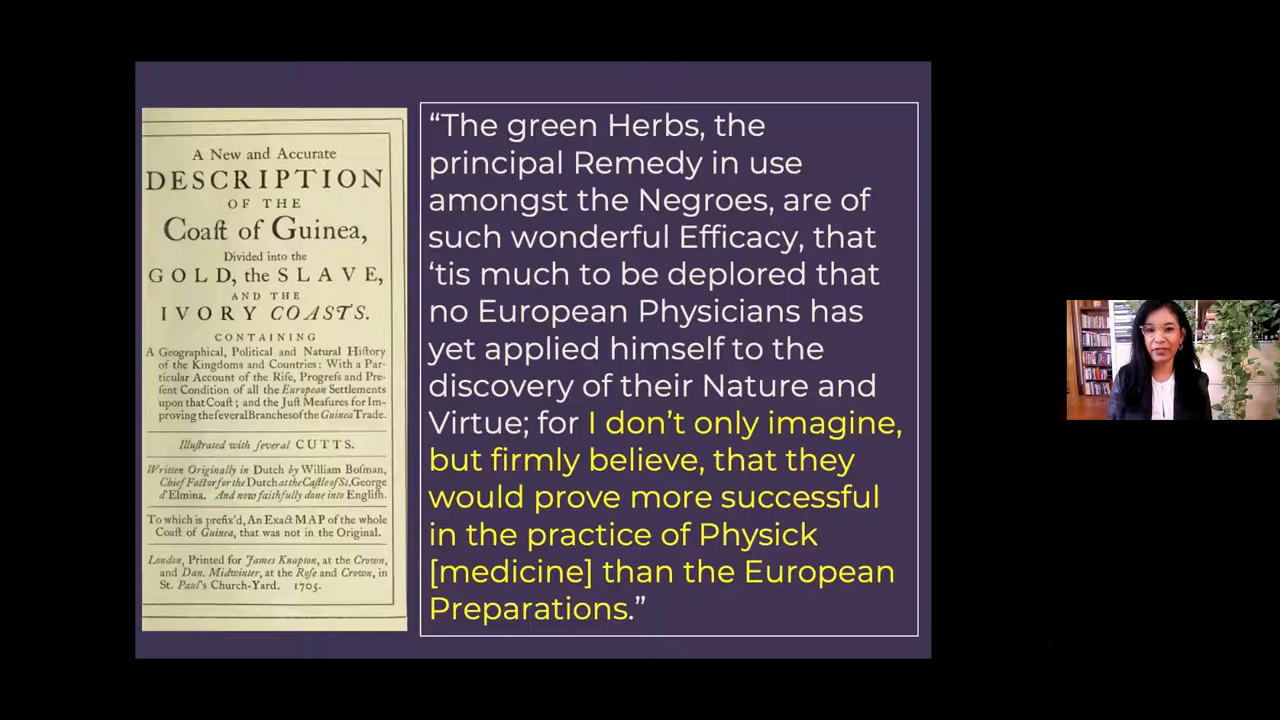 A New and Accurate
DESCRIPTION
OF THE
Coaſt of Guinea,
Divided into the
GOLD, the SLAVE,
AND THE
IVORY COASTS.
CONTAINING
A Geographical, Political and Natural Hiſtory
of the Kingdoms and Countries: With a Par-
ticular Account of the Riſe, Progreſs and Pre-
ſent Condition of all the European Settlements
upon that Coaſt; and the Juſt Meaſures for Im-
proving the ſeveral Branches of the Guinea Trade.
Illuſtrated with ſeveral CUTTS.
Written Originally in Dutch by William Boſman,
Chief Factor for the Dutch at the Caſtle of St. George
d'Elmina. And now faithfully done into Engliſh.
To which is prefix'd, An Exact MAP of the whole
Coaſt of Guinea, that was not in the Original.
London, Printed for James Knapton, at the Crown,
and Dan. Midwinter, at the Roſe and Crown, in
St. Paul's Church-Yard. 1705.
“The green Herbs, the
principal Remedy in use
amongst the Negroes, are of
such wonderful Efficacy, that
‘tis much to be deplored that
no European Physicians has
yet applied himself to the
discovery of their Nature and
Virtue; for I don’t only imagine,
but firmly believe, that they
would prove more successful
in the practice of Physick
[medicine] than the European
Preparations.”